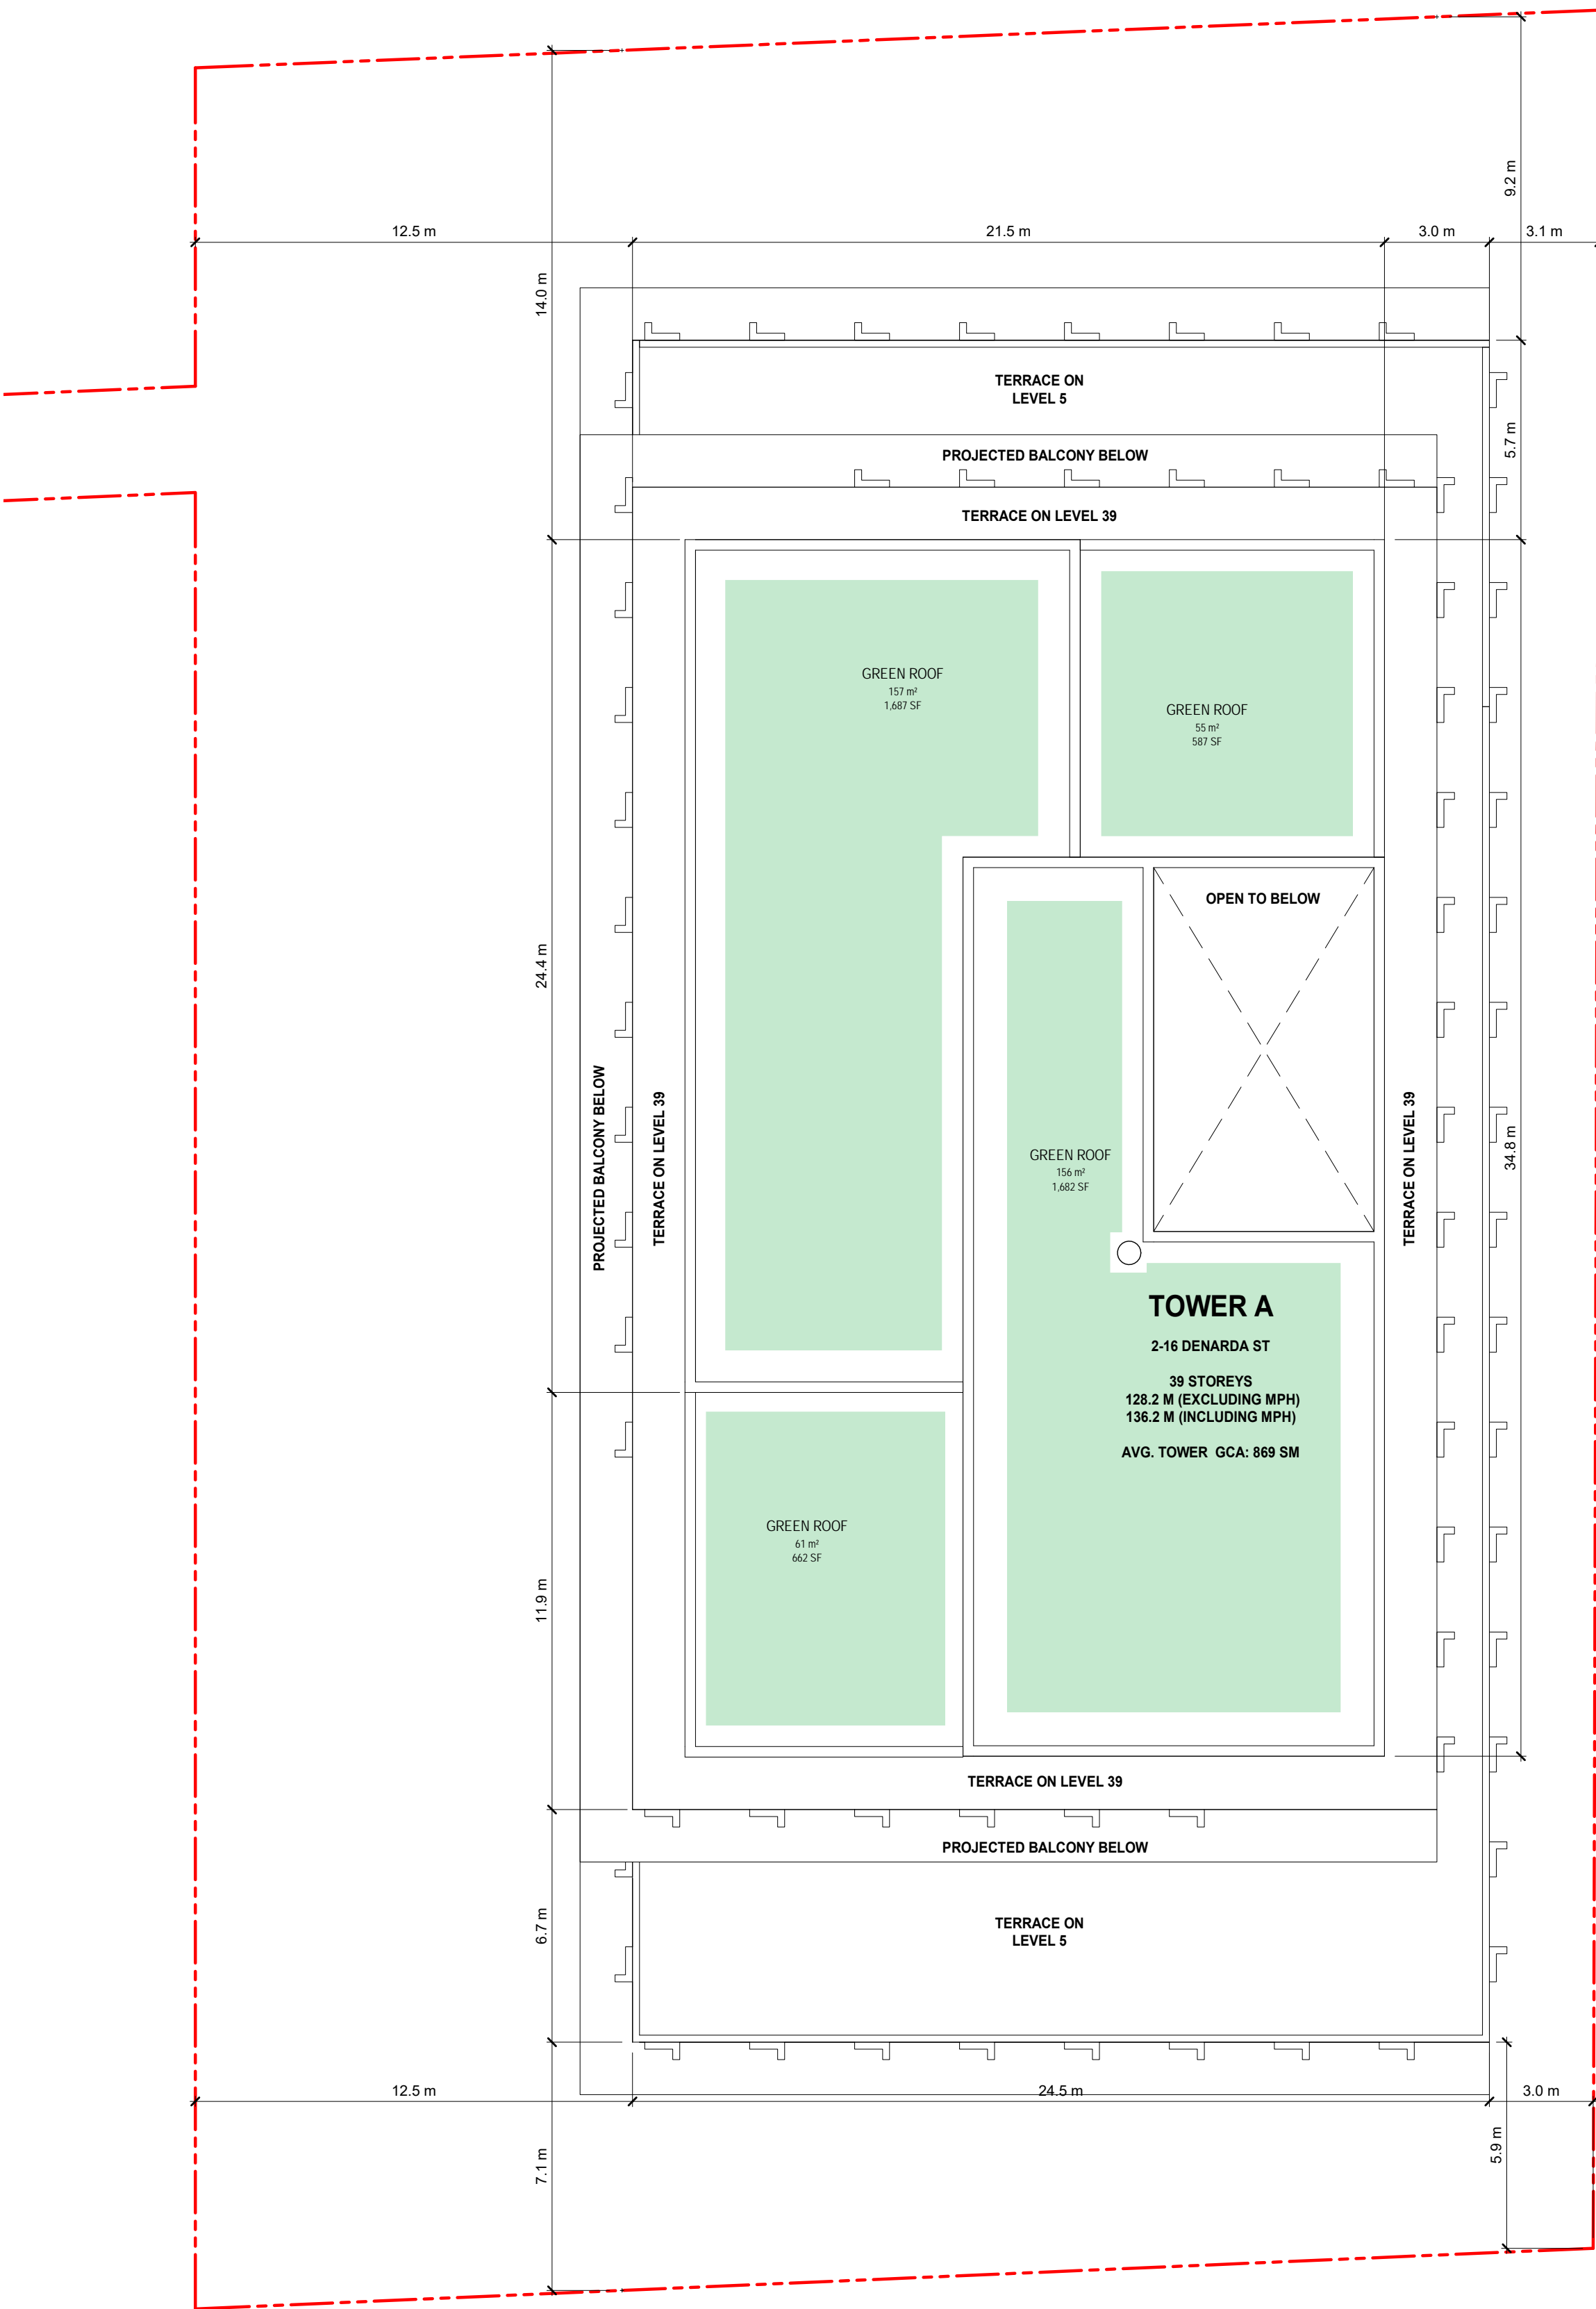 9.2 m
12.5 m
21.5 m
3.0 m
3.1 m
14.0 m
TERRACE ON
LEVEL 5
5.7 m
PROJECTED BALCONY BELOW
TERRACE ON LEVEL 39
GREEN ROOF
157 m²
1,687 SF
GREEN ROOF
55 m²
587 SF
OPEN TO BELOW
24.4 m
PROJECTED BALCONY BELOW
TERRACE ON LEVEL 39
GREEN ROOF
156 m²
1,682 SF
TERRACE ON LEVEL 39
34.8 m
TOWER A
2-16 DENARDA ST
39 STOREYS
128.2 M (EXCLUDING MPH)
136.2 M (INCLUDING MPH)
AVG. TOWER GCA: 869 SM
GREEN ROOF
61 m²
662 SF
11.9 m
TERRACE ON LEVEL 39
PROJECTED BALCONY BELOW
6.7 m
TERRACE ON
LEVEL 5
12.5 m
24.5 m
3.0 m
7.1 m
5.9 m